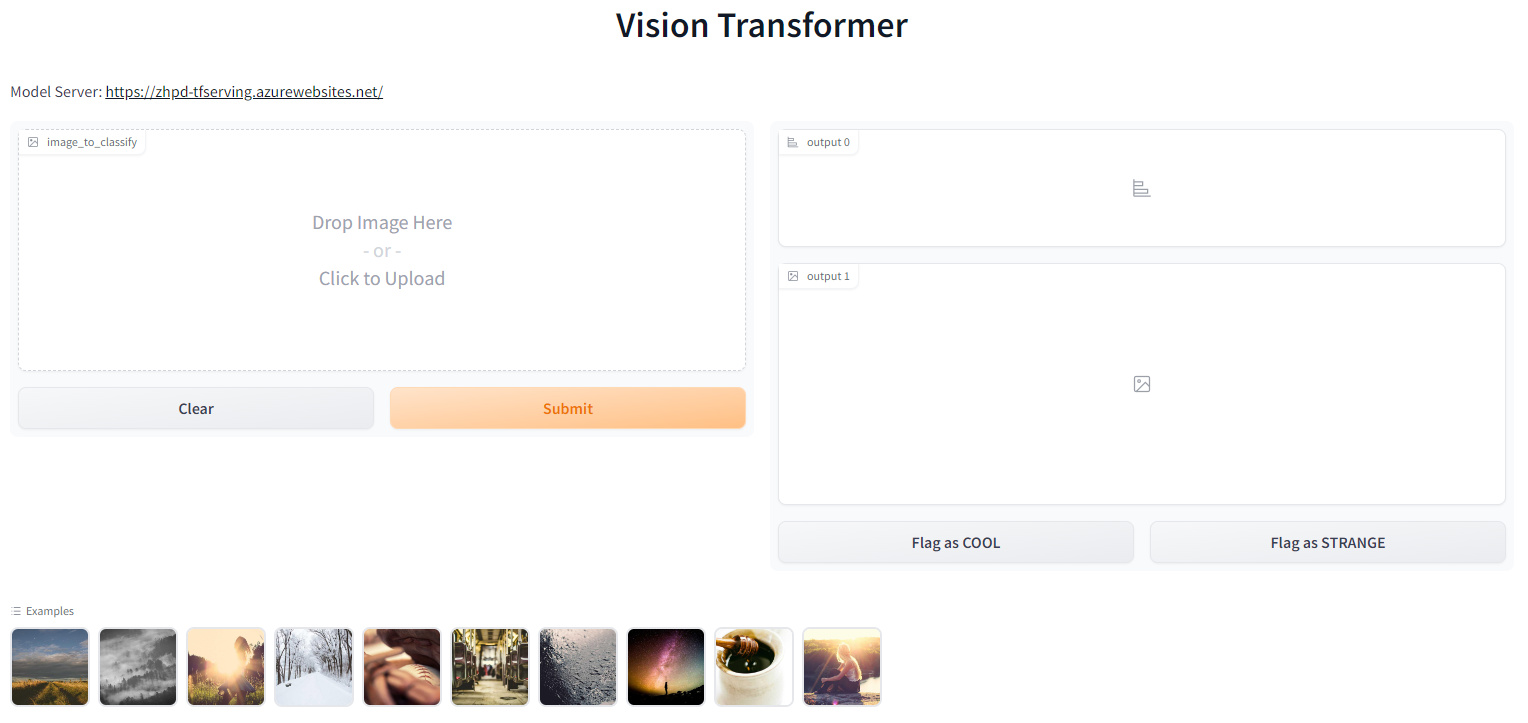 Vision Transformer
Model Server: https://zhpd-tfserving.azurewebsites.net/
image_to_classify
Drop Image Here
- or -
Click to Upload
Clear
Submit
output 0
output 1
Flag as COOL
Flag as STRANGE
Examples